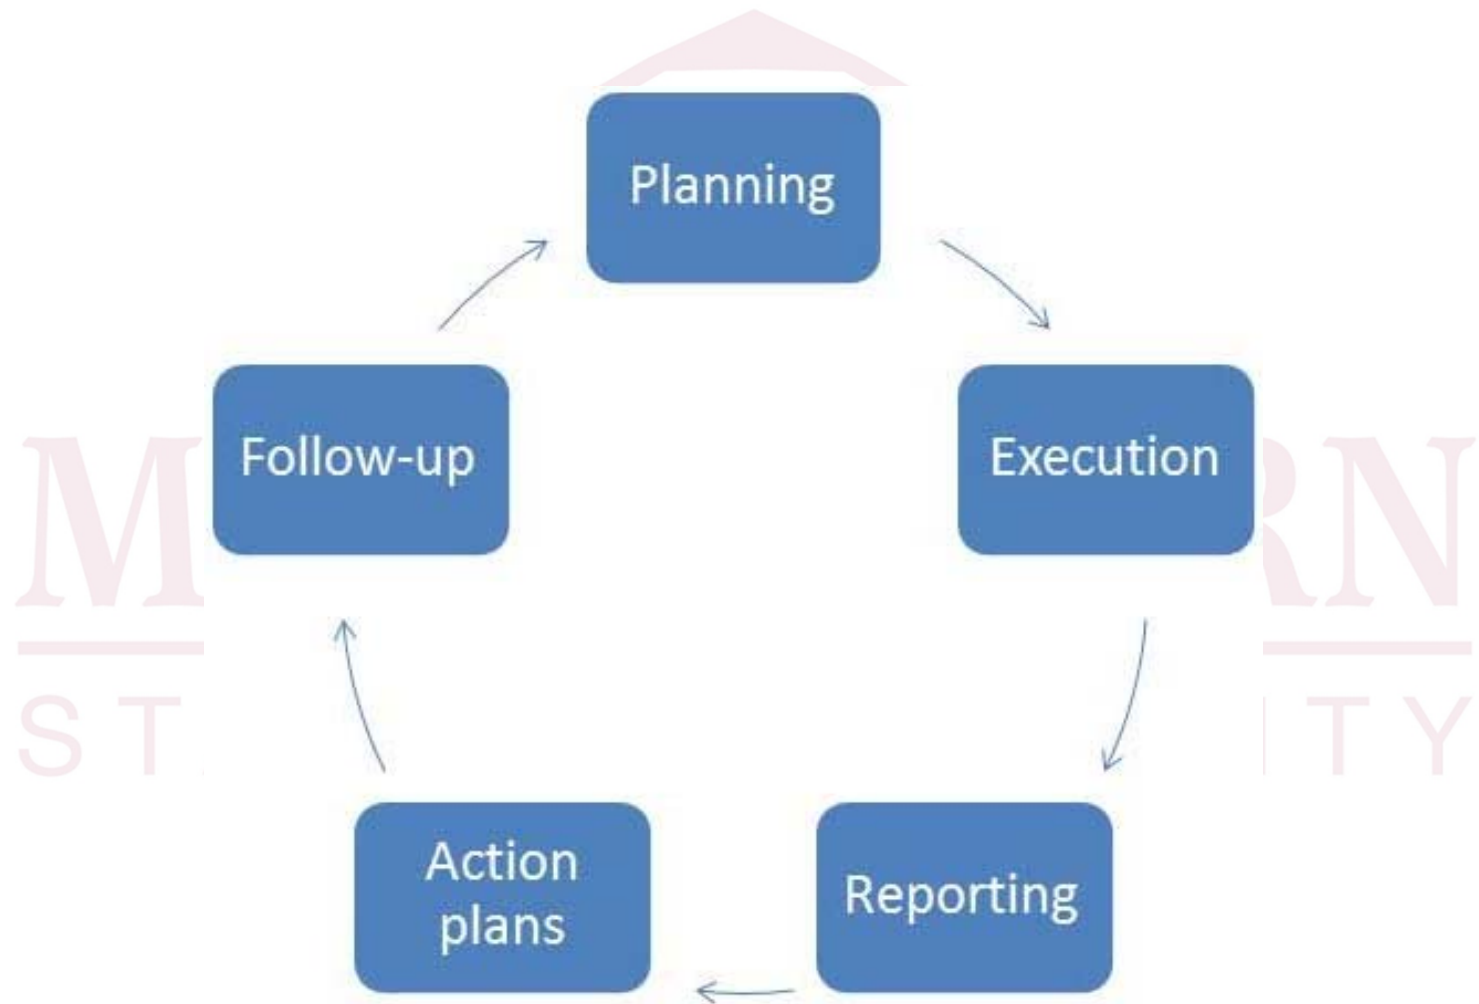 Planning
Execution
Reporting
Action
plans
Follow-up